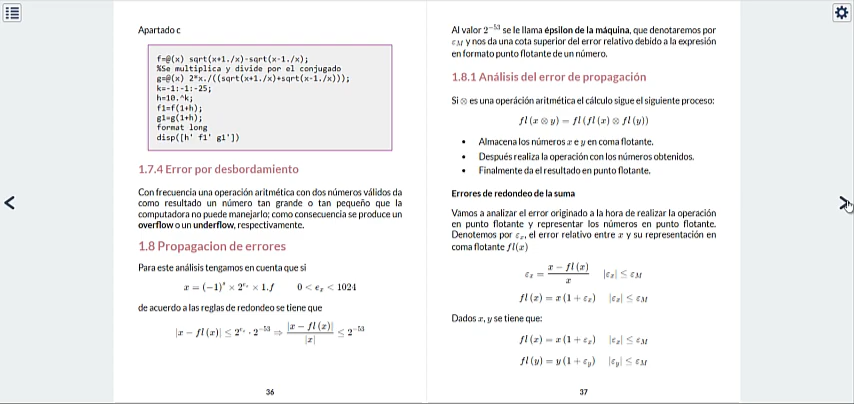 Apartado c
f=@(x) sqrt(x+1./x)-sqrt(x-1./x);
%Se multiplica y divide por el conjugado
g=@(x) 2*x./((sqrt(x+1./x)+sqrt(x-1./x)));
k=-1:-1:-25;
h=10.^k;
f1=f(1+h);
g1=g(1+h);
format long
disp([h' f1' g1'])
1.7.4 Error por desbordamiento
Con frecuencia una operación aritmética con dos números válidos da
como resultado un número tan grande o tan pequeño que la
computadora no puede manejarlo; como consecuencia se produce un
overflow o un underflow, respectivamente.
1.8 Propagacion de errores
Para este análisis tengamos en cuenta que si
x = (−1)^s × 2^{e_x} × 1.f 0 < e_x < 1024
de acuerdo a las reglas de redondeo se tiene que
|x − fl (x)| ≤ 2^{e_x} · 2^{−53} ⇒ |x − fl (x)| / |x| ≤ 2^{−53}
36
Al valor 2^{−53} se le llama épsilon de la máquina, que denotaremos por
ε_M y nos da una cota superior del error relativo debido a la expresión
en formato punto flotante de un número.
1.8.1 Análisis del error de propagación
Si ⊗ es una operación aritmética el cálculo sigue el siguiente proceso:
fl (x ⊗ y) = fl (fl (x) ⊗ fl (y))
• Almacena los números x e y en coma flotante.
• Después realiza la operación con los números obtenidos.
• Finalmente da el resultado en punto flotante.
Errores de redondeo de la suma
Vamos a analizar el error originado a la hora de realizar la operación
en punto flotante y representar los números en punto flotante.
Denotemos por ε_x, el error relativo entre x y su representación en
coma flotante fl(x)
ε_x = (x − fl (x)) / x |ε_x| ≤ ε_M
fl (x) = x (1 + ε_x) |ε_x| ≤ ε_M
Dados x, y se tiene que:
fl (x) = x (1 + ε_x) |ε_x| ≤ ε_M
fl (y) = y (1 + ε_y) |ε_y| ≤ ε_M
37